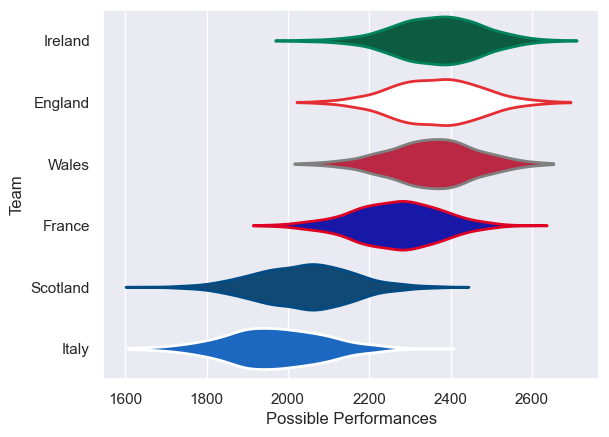 Ireland
England
Wales
France
Scotland
Italy
Team
1600 1800 2000 2200 2400 2600
Possible Performances